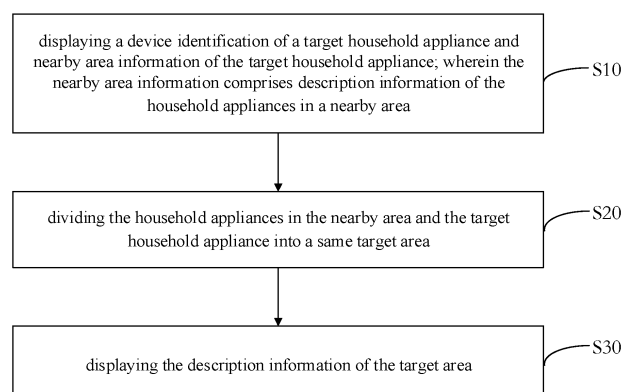 displaying a device identification of a target household appliance and
nearby area information of the target household appliance; wherein the
nearby area information comprises description information of the
household appliances in a nearby area
S10
dividing the household appliances in the nearby area and the target
household appliance into a same target area
S20
displaying the description information of the target area
S30